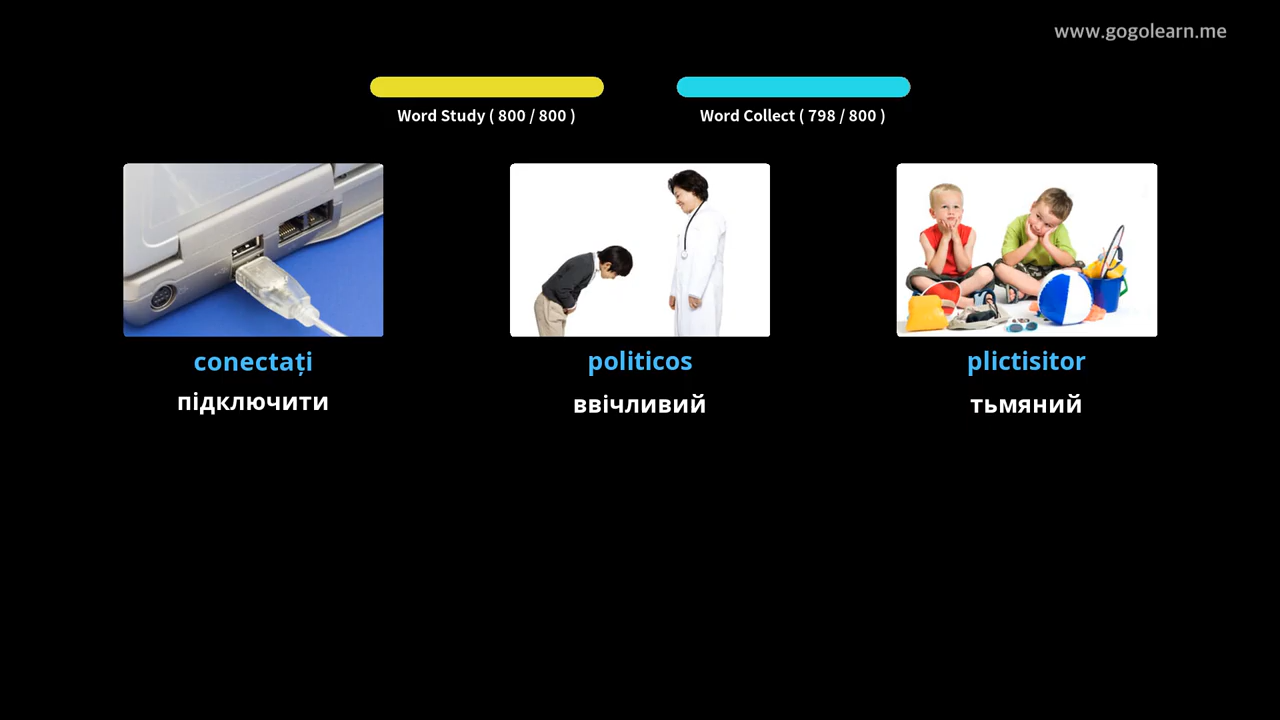 www.gogolearn.me
Word Study ( 800 / 800 )
Word Collect ( 798 / 800 )
conectați
politicos
plictisitor
підключити
ввічливий
тьмяний